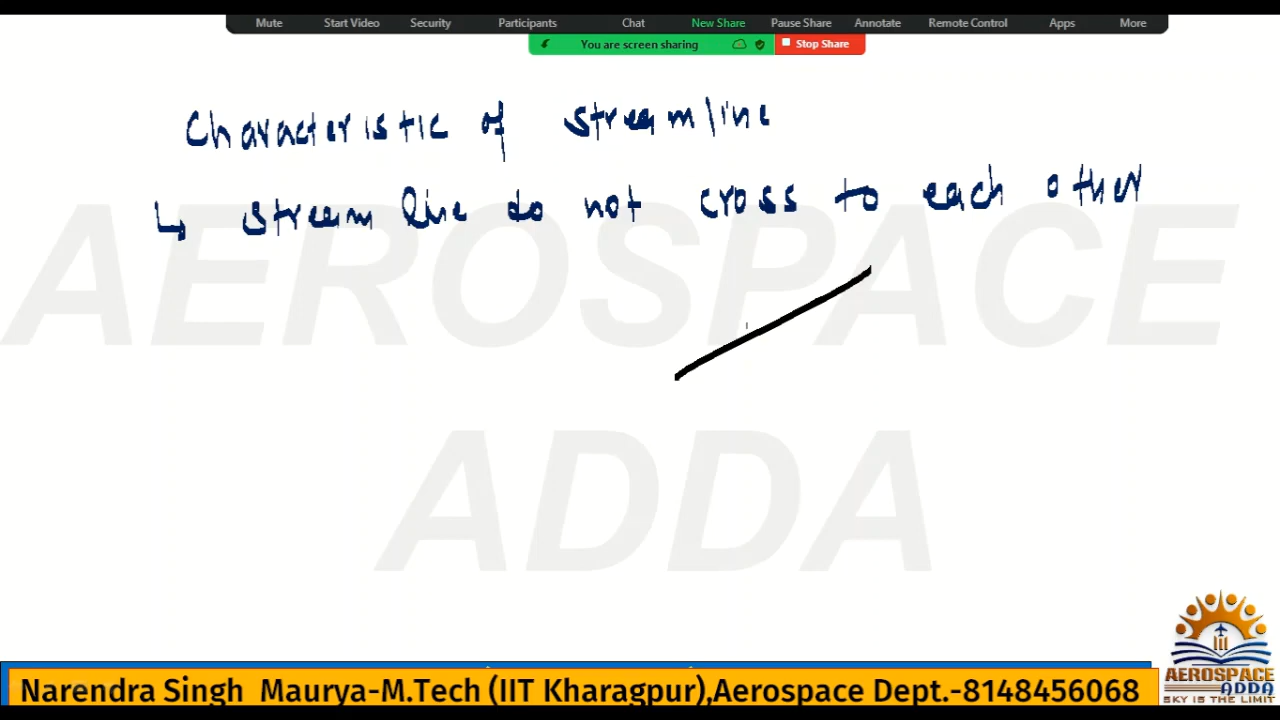 Mute Start Video Security Participants Chat New Share Pause Share Annotate Remote Control Apps More
You are screen sharing Stop Share
Characteristic of streamline
↳ stream line do not cross to each other
AEROSPACE
ADDA
Narendra Singh Maurya-M.Tech (IIT Kharagpur),Aerospace Dept.-8148456068
AEROSPACE
ADDA
SKY IS THE LIMIT